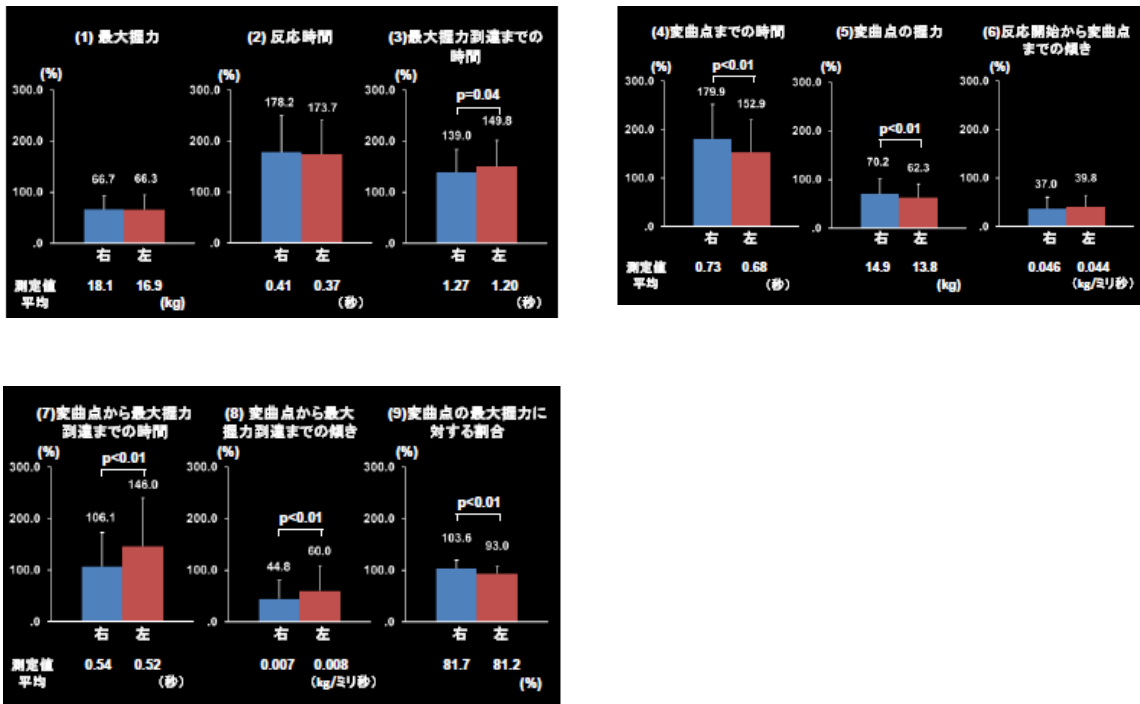 (1) 最大握力
(2) 反応時間
(3)最大握力到達までの
時間
(%)
(%)
(%)
300.0
300.0
300.0
p=0.04
178.2
173.7
149.8
139.0
200.0
200.0
200.0
66.7
66.3
100.0
100.0
100.0
.0
.0
.0
右
左
右
左
右
左
測定値
平均
18.1
16.9
0.41
0.37
1.27
1.20
(kg)
(秒)
(秒)
(4)変曲点までの時間
(5)変曲点の握力
(6)反応開始から変曲点
までの傾き
(%)
p<0.01
(%)
(%)
300.0
300.0
300.0
179.9
152.9
200.0
200.0
200.0
p<0.01
70.2
62.3
37.0
39.8
100.0
100.0
100.0
.0
.0
.0
右
左
右
左
右
左
測定値
平均
0.73
0.68
14.9
13.8
0.046
0.044
(秒)
(kg)
(kg/ミリ秒)
(7)変曲点から最大握力
到達までの時間
(8) 変曲点から最大
握力到達までの傾き
(9)変曲点の最大握力に
対する割合
(%)
p<0.01
(%)
(%)
300.0
300.0
300.0
146.0
106.1
200.0
200.0
200.0
p<0.01
p<0.01
60.0
44.8
103.6
93.0
100.0
100.0
100.0
.0
.0
.0
右
左
右
左
右
左
測定値
平均
0.54
0.52
0.007
0.008
81.7
81.2
(秒)
(kg/ミリ秒)
(%)